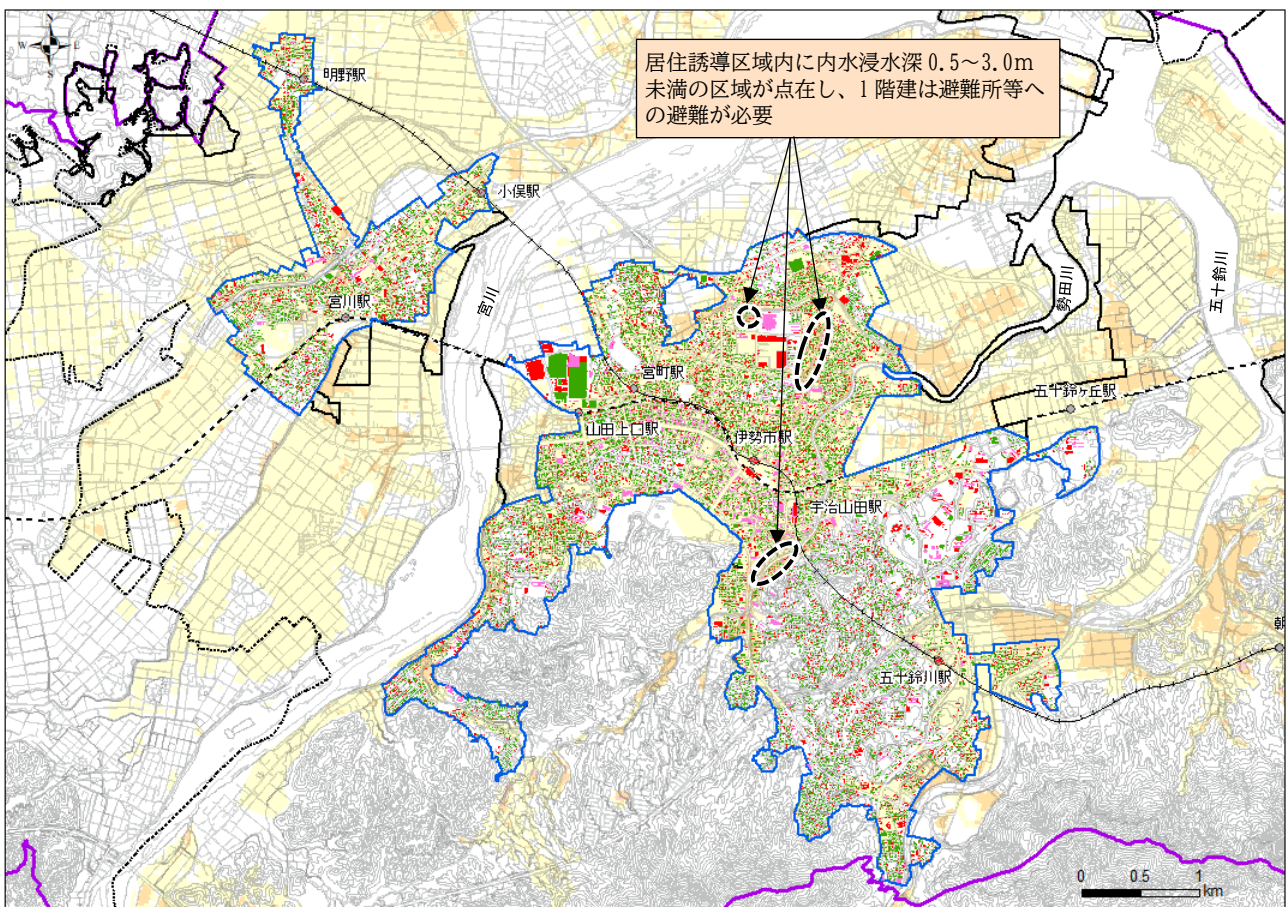 N
W E
S
居住誘導区域内に内水浸水深 0.5～3.0m
未満の区域が点在し、1 階建は避難所等へ
の避難が必要
明野駅
小俣駅
宮川駅
宮川
勢田川
五十鈴川
宮町駅
五十鈴ヶ丘駅
山田上口駅
伊勢市駅
宇治山田駅
五十鈴川駅
朝
0 0.5 1
km